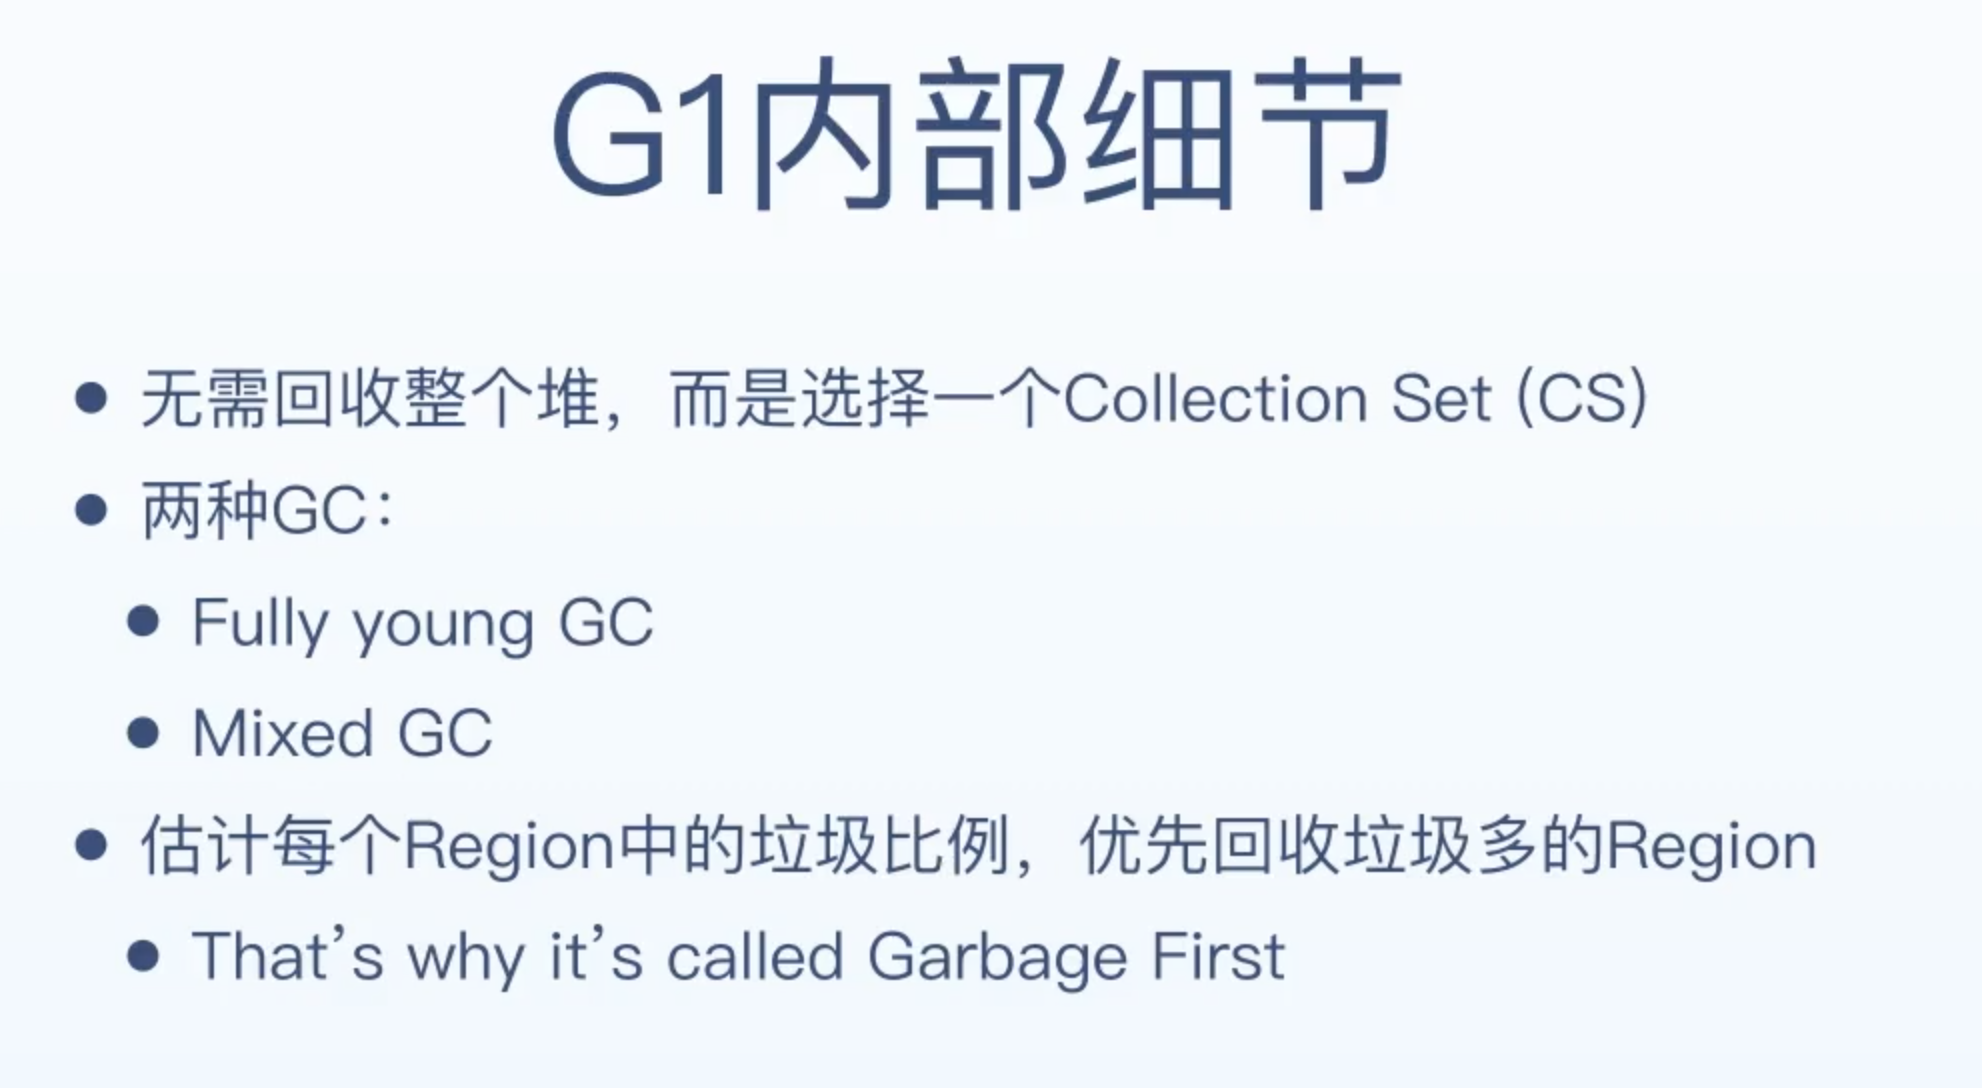 G1内部细节
无需回收整个堆，而是选择一个Collection Set (CS)
两种GC：
Fully young GC
Mixed GC
估计每个Region中的垃圾比例，优先回收垃圾多的Region
That’s why it’s called Garbage First